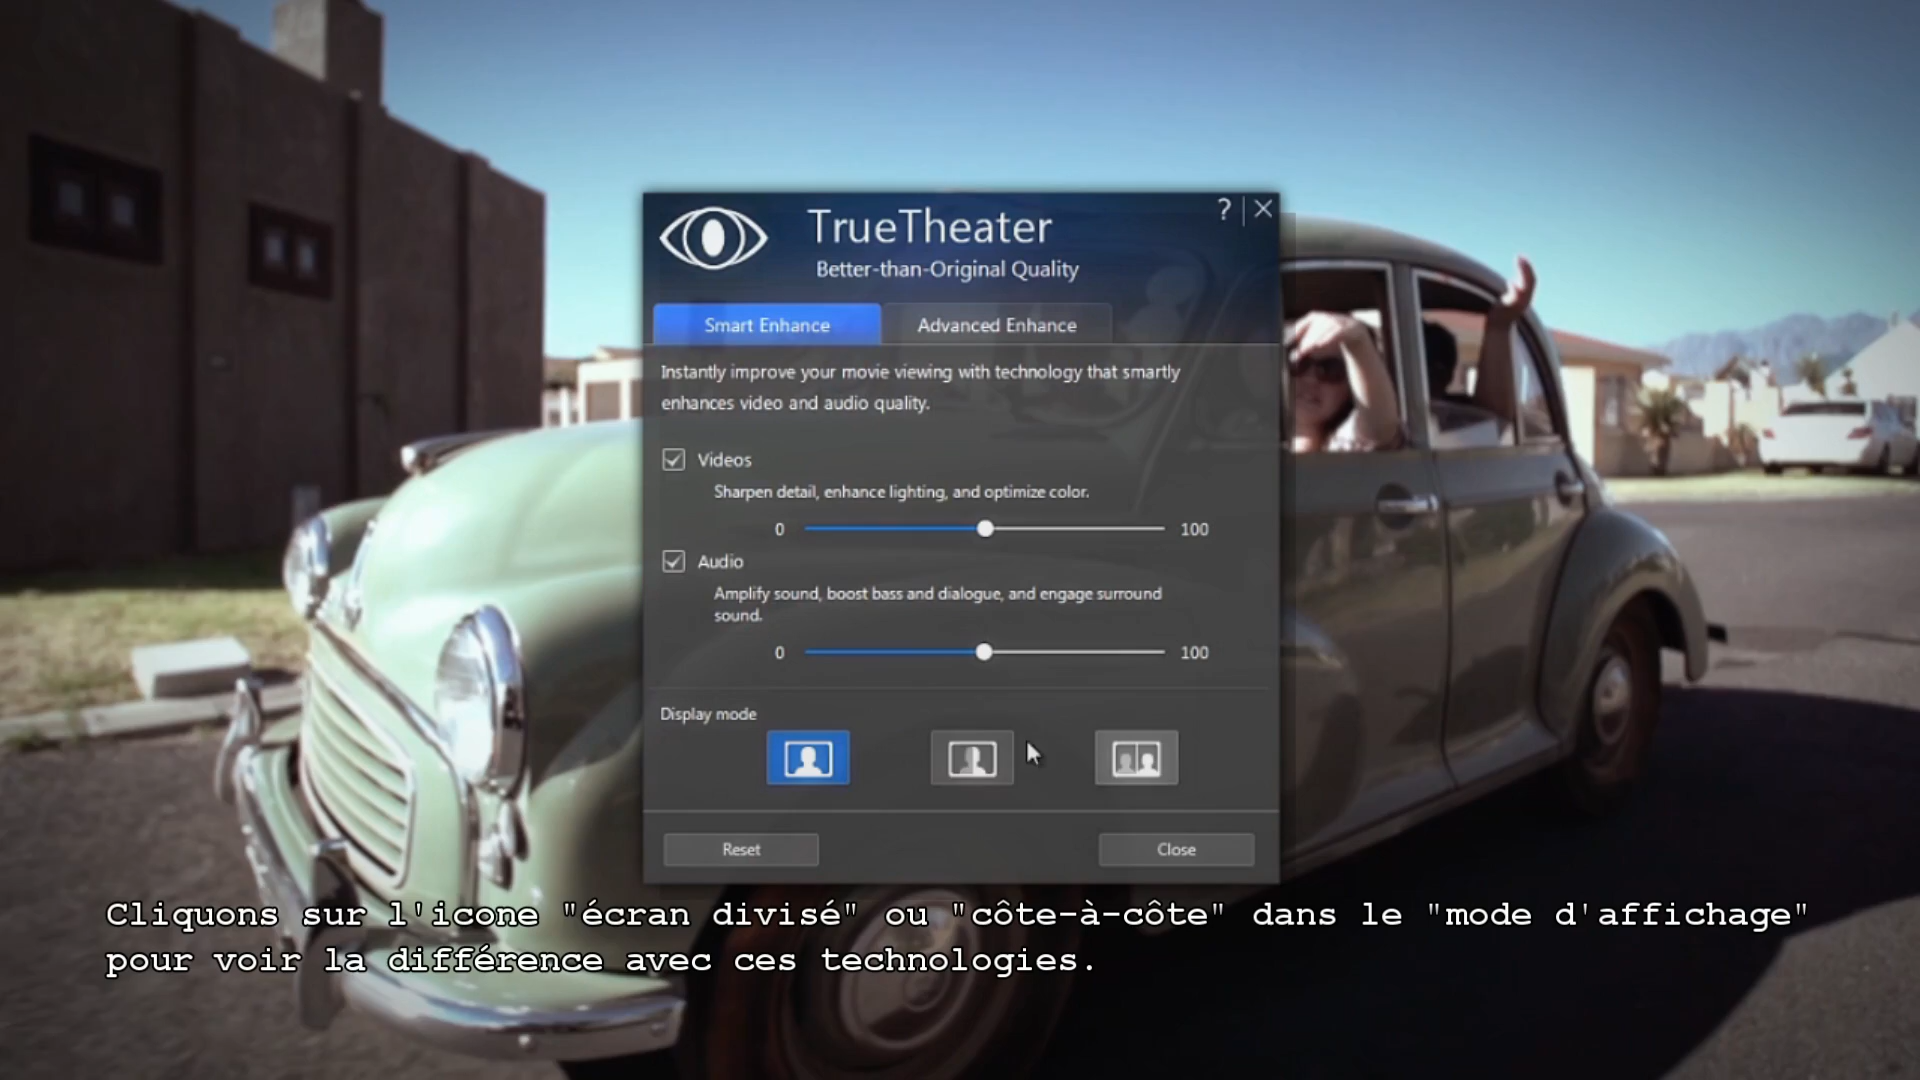 ? ×
TrueTheater
Better-than-Original Quality
Smart Enhance Advanced Enhance
Instantly improve your movie viewing with technology that smartly
enhances video and audio quality.
Videos
Sharpen detail, enhance lighting, and optimize color.
0 100
Audio
Amplify sound, boost bass and dialogue, and engage surround
sound.
0 100
Display mode
Reset Close
Cliquons sur l'icone "écran divisé" ou "côte-à-côte" dans le "mode d'affichage"
pour voir la différence avec ces technologies.